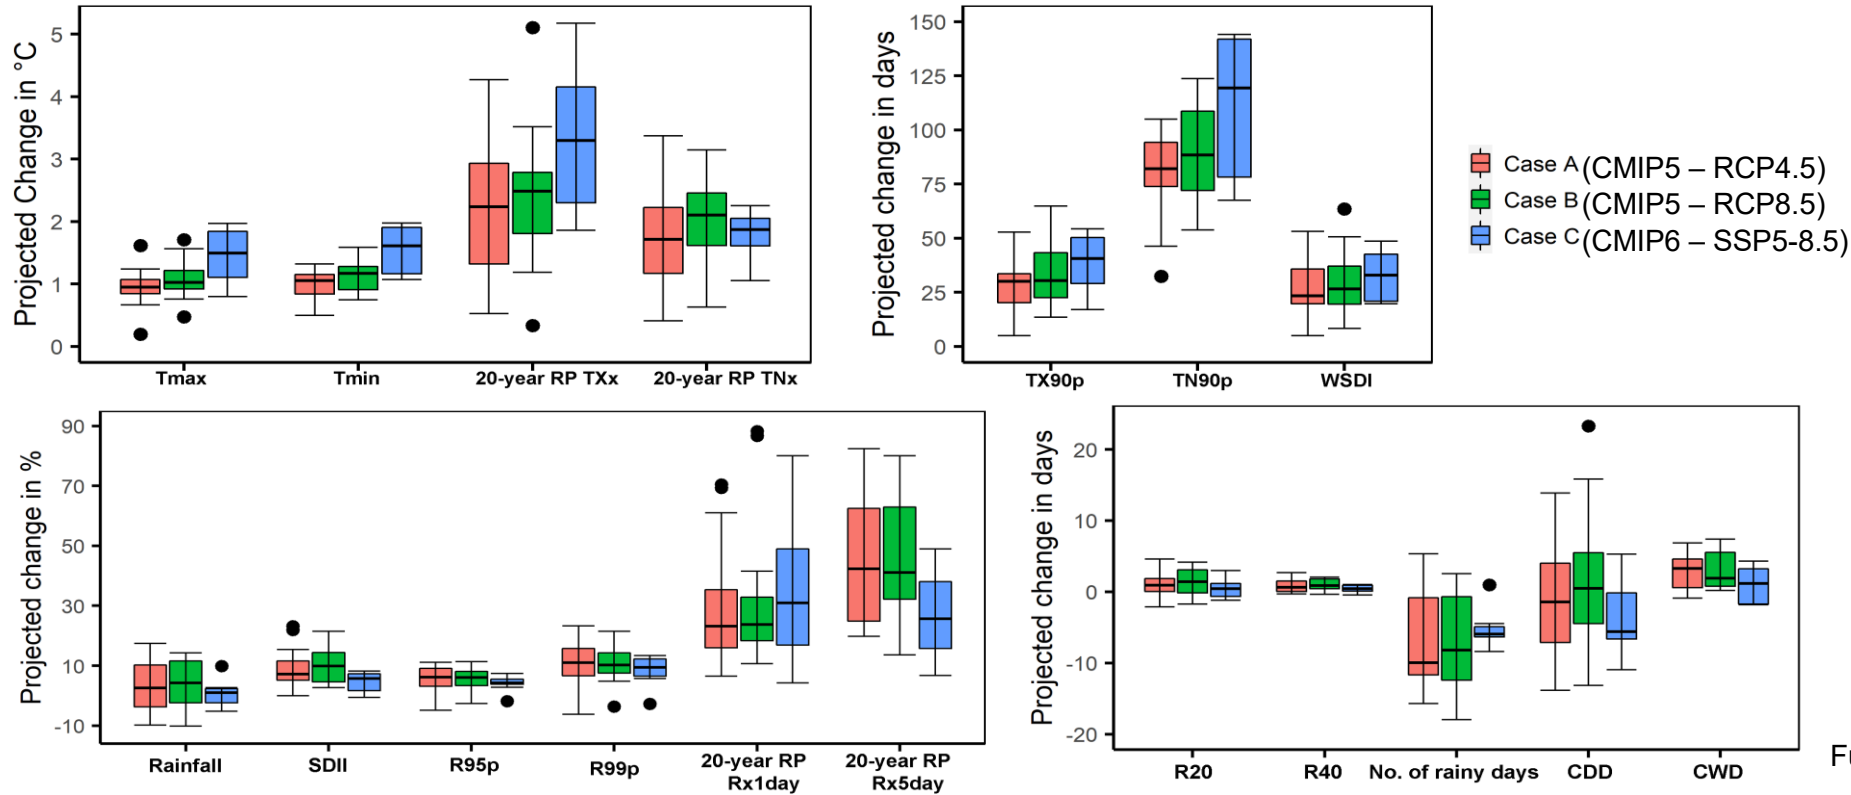 Projected Change in °C
5
4
3
2
1
0
Tmax
Tmin
20-year RP TXx
20-year RP TNx
Projected change in days
150
125
100
75
50
25
0
TX90p
TN90p
WSDI
Case A (CMIP5 – RCP4.5)
Case B (CMIP5 – RCP8.5)
Case C (CMIP6 – SSP5-8.5)
Projected change in %
90
70
50
30
10
-10
Rainfall
SDII
R95p
R99p
20-year RP
Rx1day
20-year RP
Rx5day
Projected change in days
20
10
0
-10
-20
R20
R40
No. of rainy days
CDD
CWD